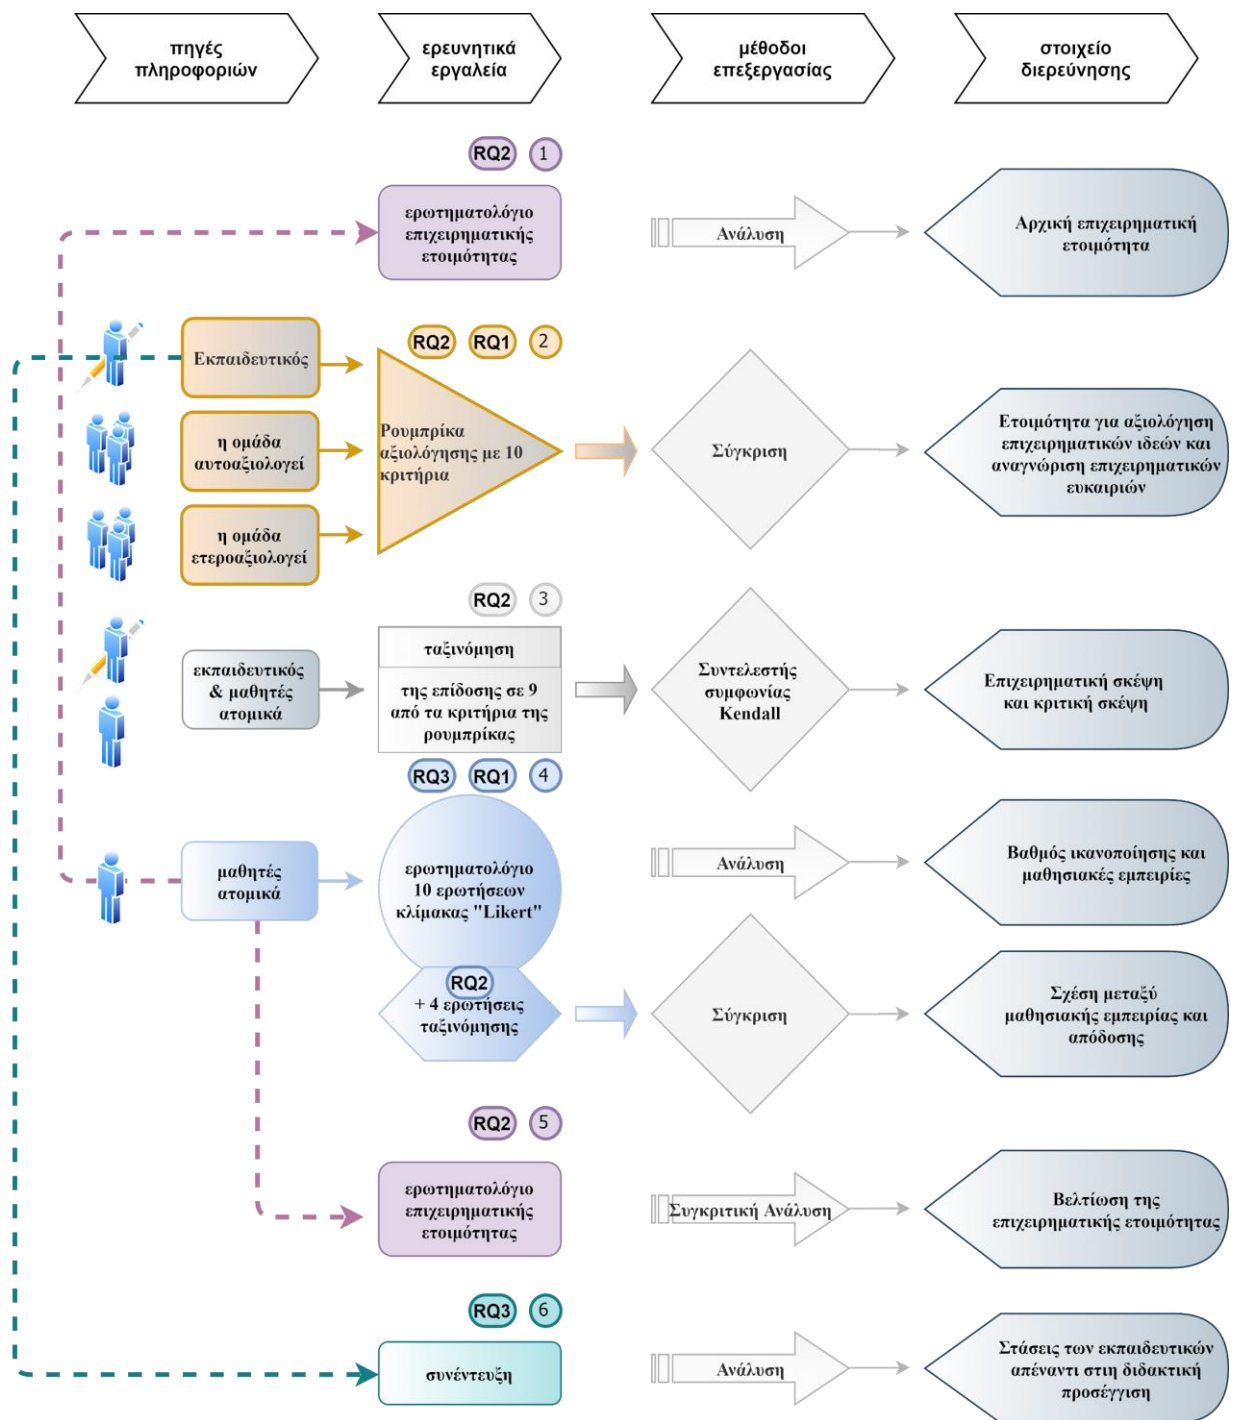 πηγές
πληροφοριών
ερευνητικά
εργαλεία
μέθοδοι
επεξεργασίας
στοιχείο
διερεύνησης
RQ2 1
ερωτηματολόγιο
επιχειρηματικής
ετοιμότητας
Ανάλυση
Αρχική επιχειρηματική
ετοιμότητα
RQ2 RQ1 2
Εκπαιδευτικός
η ομάδα
αυτοαξιολογεί
η ομάδα
ετεροαξιολογεί
Ρουμπρίκα
αξιολόγησης με 10
κριτήρια
Σύγκριση
Ετοιμότητα για αξιολόγηση
επιχειρηματικών ιδεών και
αναγνώριση επιχειρηματικών
ευκαιριών
RQ2 3
εκπαιδευτικός
& μαθητές
ατομικά
ταξινόμηση
της επίδοσης σε 9
από τα κριτήρια της
ρουμπρίκας
Συντελεστής
συμφωνίας
Kendall
Επιχειρηματική σκέψη
και κριτική σκέψη
RQ3 RQ1 4
μαθητές
ατομικά
ερωτηματολόγιο
10 ερωτήσεων
κλίμακας "Likert"
Ανάλυση
Βαθμός ικανοποίησης και
μαθησιακές εμπειρίες
RQ2
+ 4 ερωτήσεις
ταξινόμησης
Σύγκριση
Σχέση μεταξύ
μαθησιακής εμπειρίας και
απόδοσης
RQ2 5
ερωτηματολόγιο
επιχειρηματικής
ετοιμότητας
Συγκριτική Ανάλυση
Βελτίωση της
επιχειρηματικής ετοιμότητας
RQ3 6
συνέντευξη
Ανάλυση
Στάσεις των εκπαιδευτικών
απέναντι στιη διδακτική
προσέγγιση